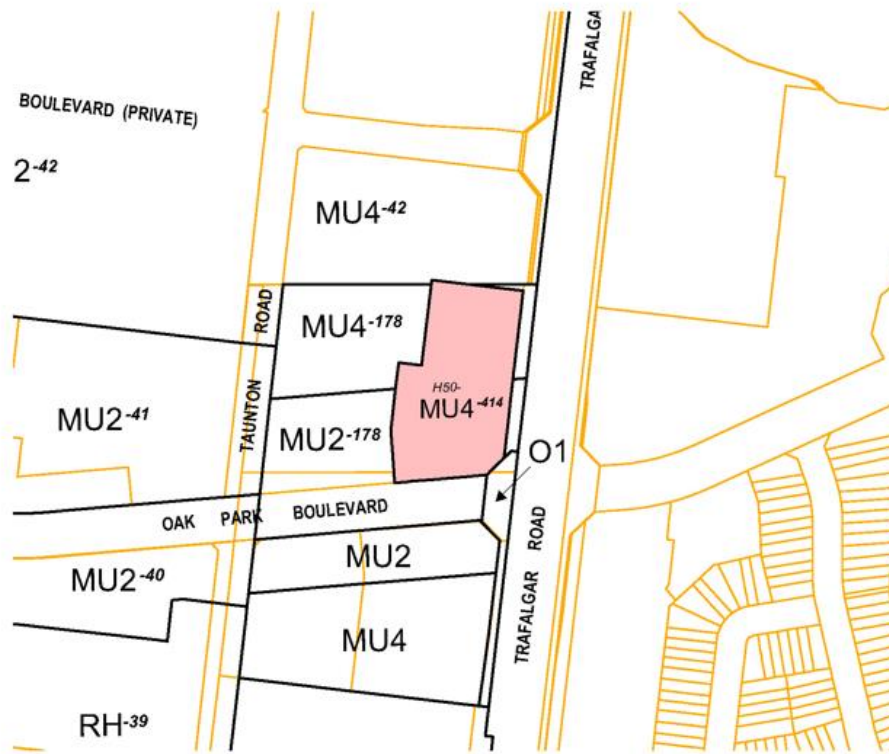 TRAFALGA
BOULEVARD (PRIVATE)
2-42
MU4-42
ROAD
MU4-178
H50-
MU4-414
MU2-41
TAUNTON
MU2-178
O1
OAK PARK BOULEVARD
TRAFALGAR ROAD
MU2
MU2-40
MU4
RH-39